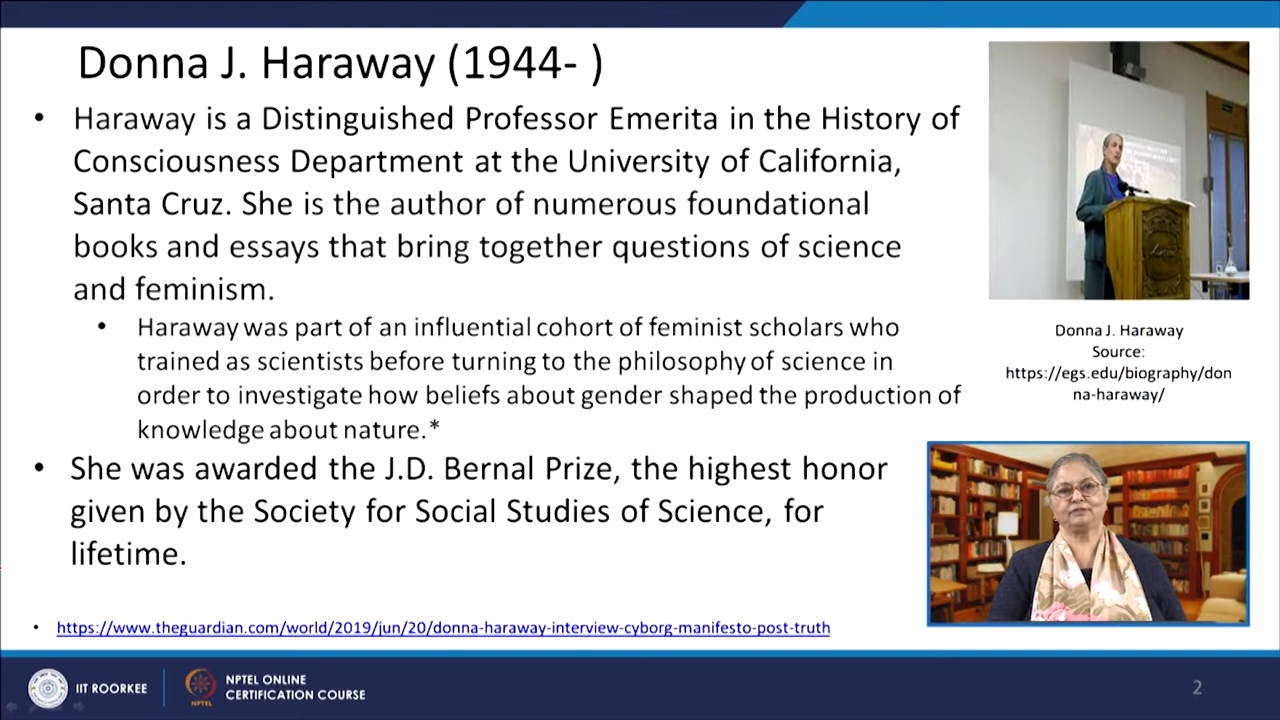 Donna J. Haraway (1944- )
• Haraway is a Distinguished Professor Emerita in the History of
Consciousness Department at the University of California,
Santa Cruz. She is the author of numerous foundational
books and essays that bring together questions of science
and feminism.
• Haraway was part of an influential cohort of feminist scholars who
trained as scientists before turning to the philosophy of science in
order to investigate how beliefs about gender shaped the production of
knowledge about nature.*
• She was awarded the J.D. Bernal Prize, the highest honor
given by the Society for Social Studies of Science, for
lifetime.
• https://www.theguardian.com/world/2019/jun/20/donna-haraway-interview-cyborg-manifesto-post-truth
Donna J. Haraway
Source:
https://egs.edu/biography/don
na-haraway/
IIT ROORKEE
NPTEL
NPTEL ONLINE
CERTIFICATION COURSE
2